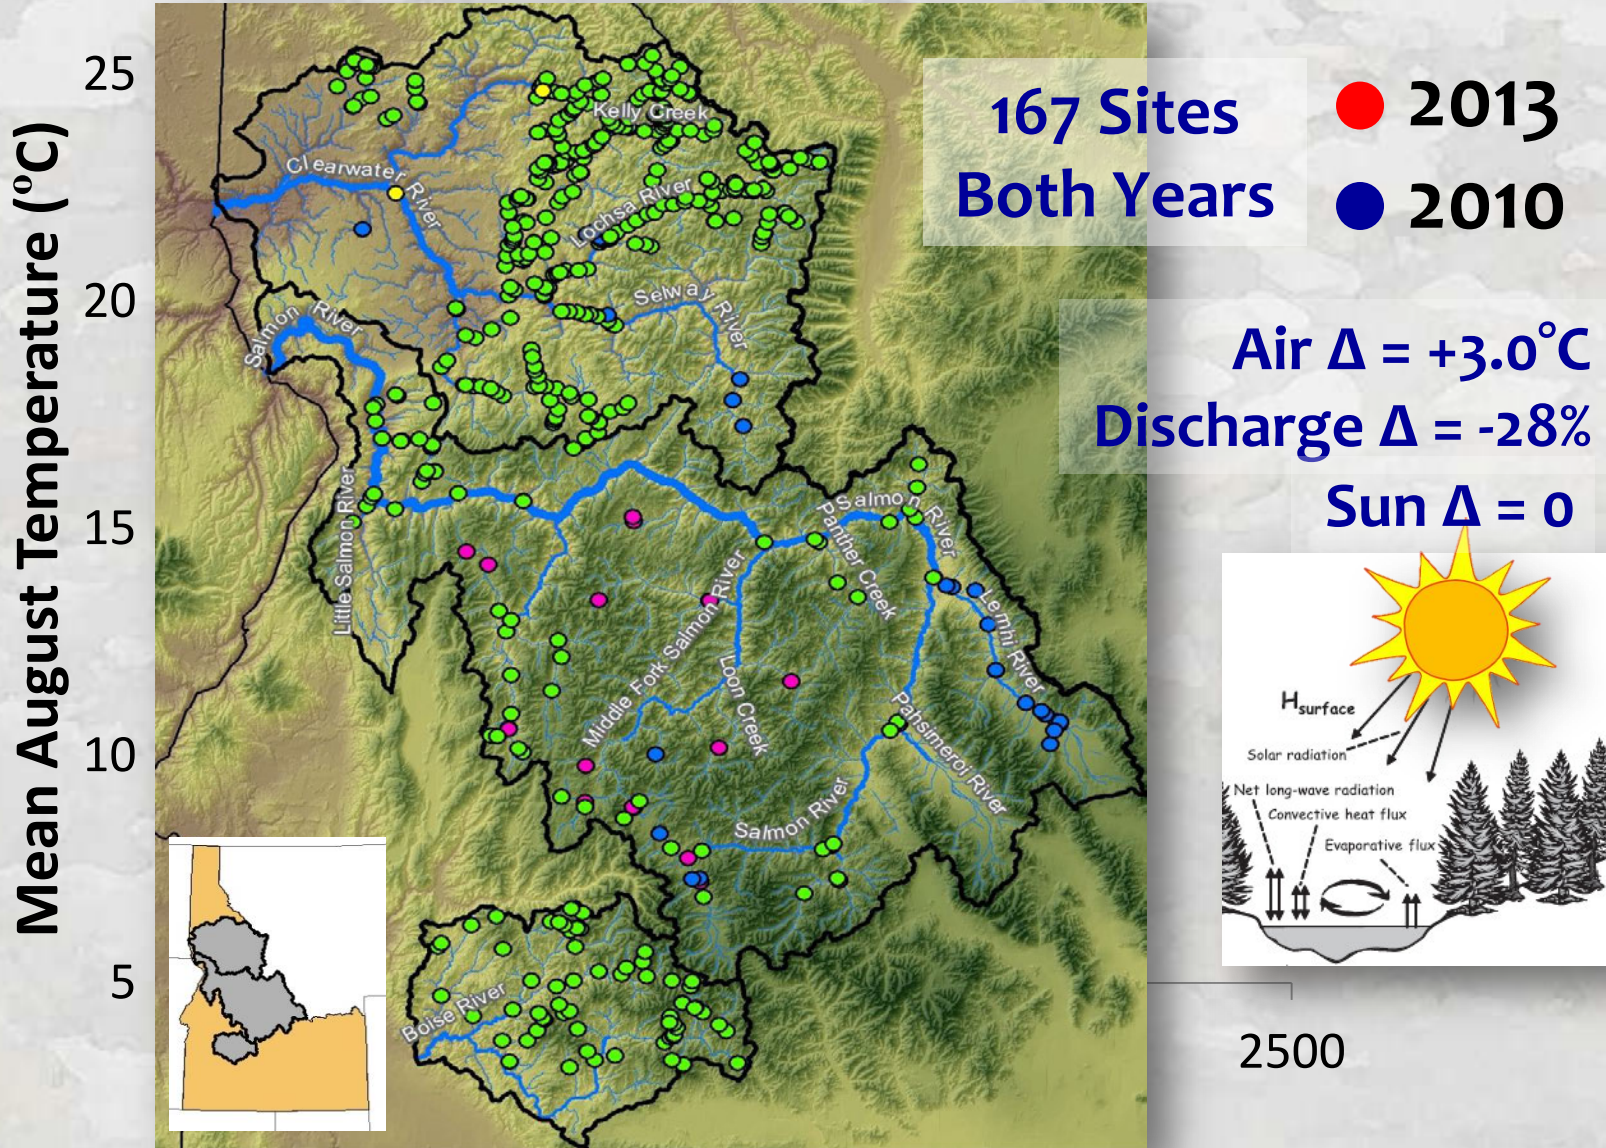 Mean August Temperature (ºC)
25
20
15
10
5
2500
167 Sites
Both Years
2013
2010
Air Δ = +3.0°C
Discharge Δ = -28%
Sun Δ = 0
Kelly Creek
Clearwater River
Lochsa River
Selway River
Salmon River
Little Salmon River
Salmon River
Panther Creek
Lemhi River
Middle Fork Salmon River
Loon Creek
Pahsimeroi River
Salmon River
Boise River
Hsurface
Solar radiation
Net long-wave radiation
Convective heat flux
Evaporative flux